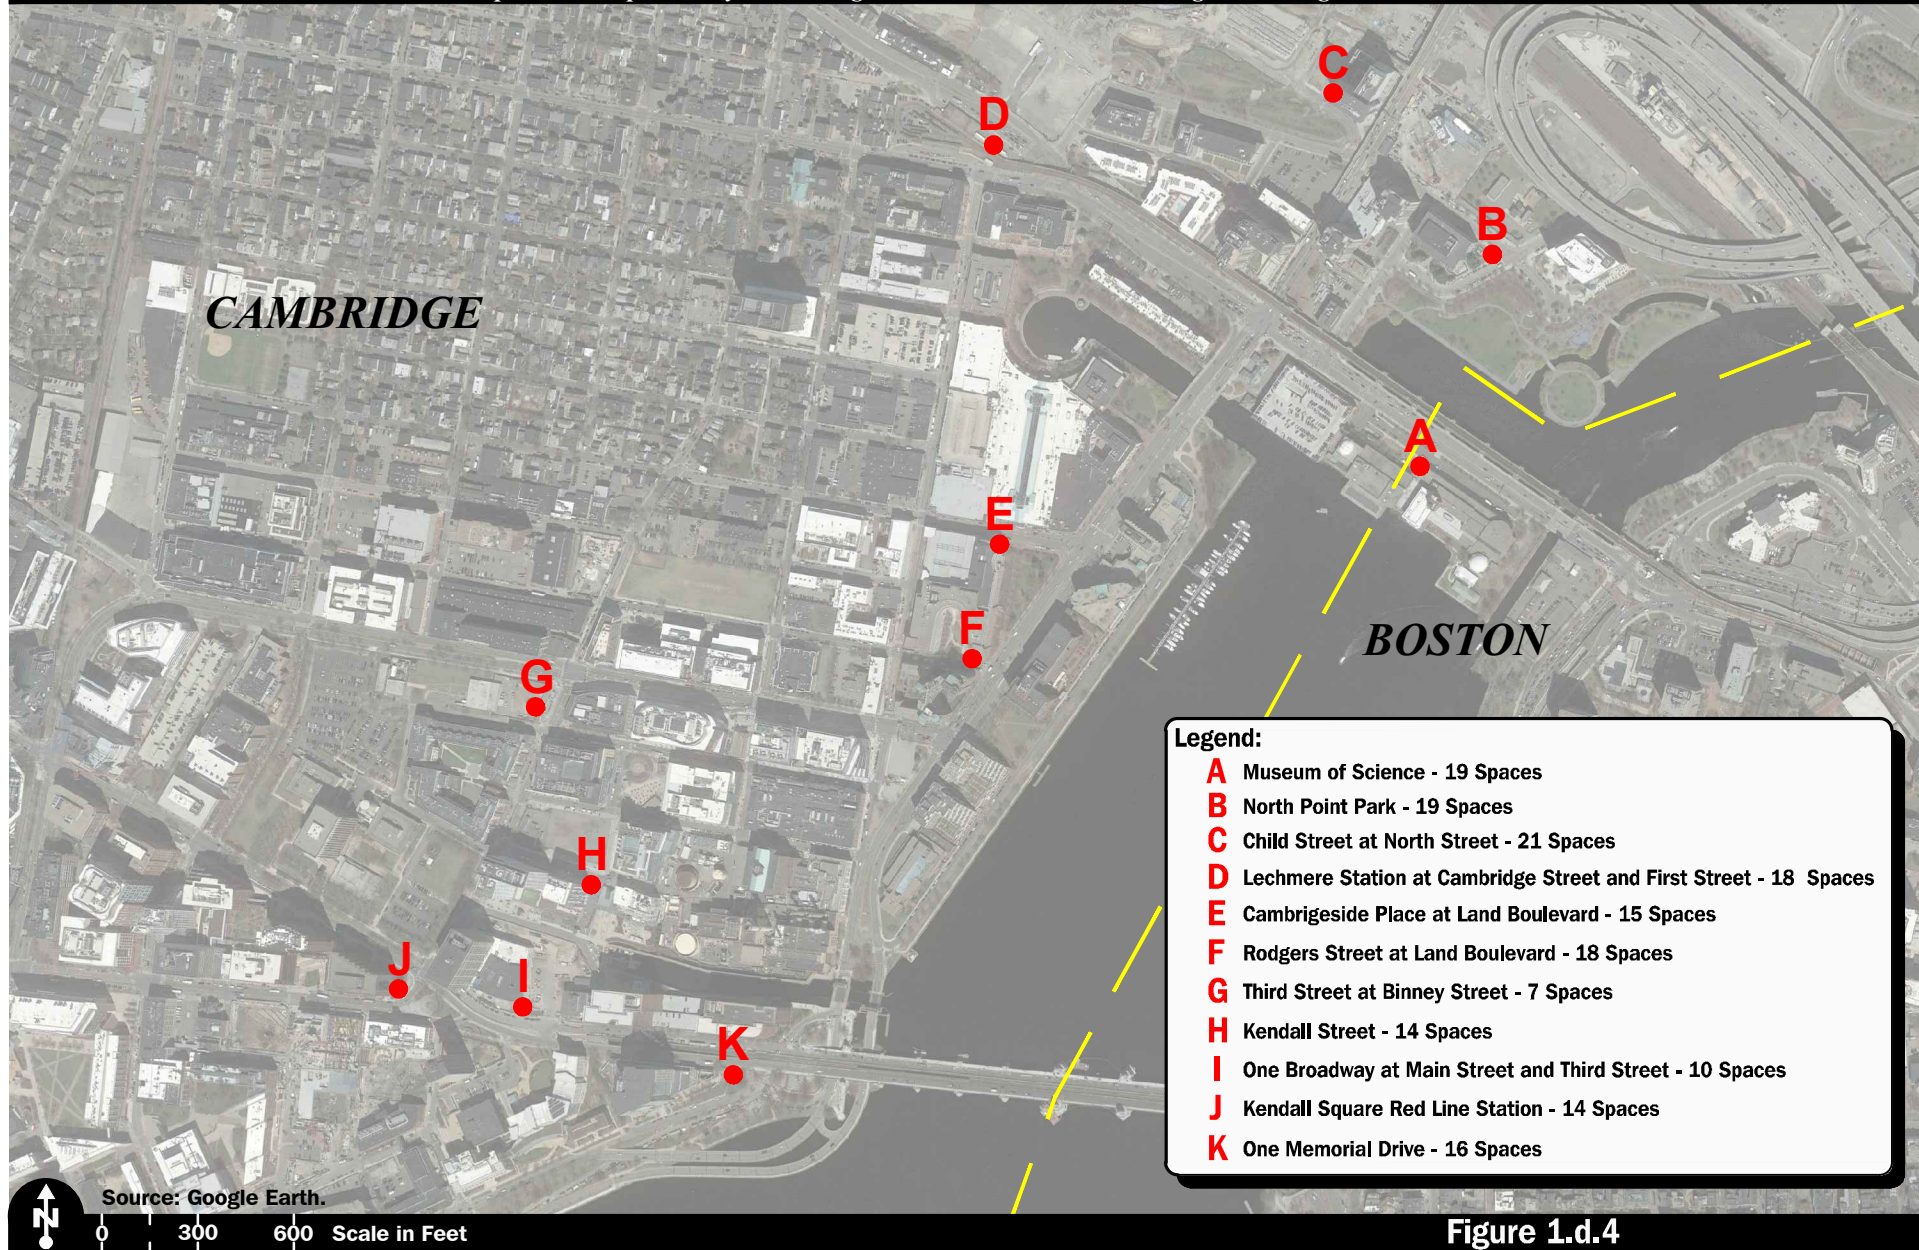 C
D
B
CAMBRIDGE
A
E
BOSTON
F
G
H
J
I
K
Legend:
A Museum of Science - 19 Spaces
B North Point Park - 19 Spaces
C Child Street at North Street - 21 Spaces
D Lechmere Station at Cambridge Street and First Street - 18 Spaces
E Cambrigeside Place at Land Boulevard - 15 Spaces
F Rodgers Street at Land Boulevard - 18 Spaces
G Third Street at Binney Street - 7 Spaces
H Kendall Street - 14 Spaces
I One Broadway at Main Street and Third Street - 10 Spaces
J Kendall Square Red Line Station - 14 Spaces
K One Memorial Drive - 16 Spaces
Source: Google Earth.
N
0 300 600 Scale in Feet
Figure 1.d.4